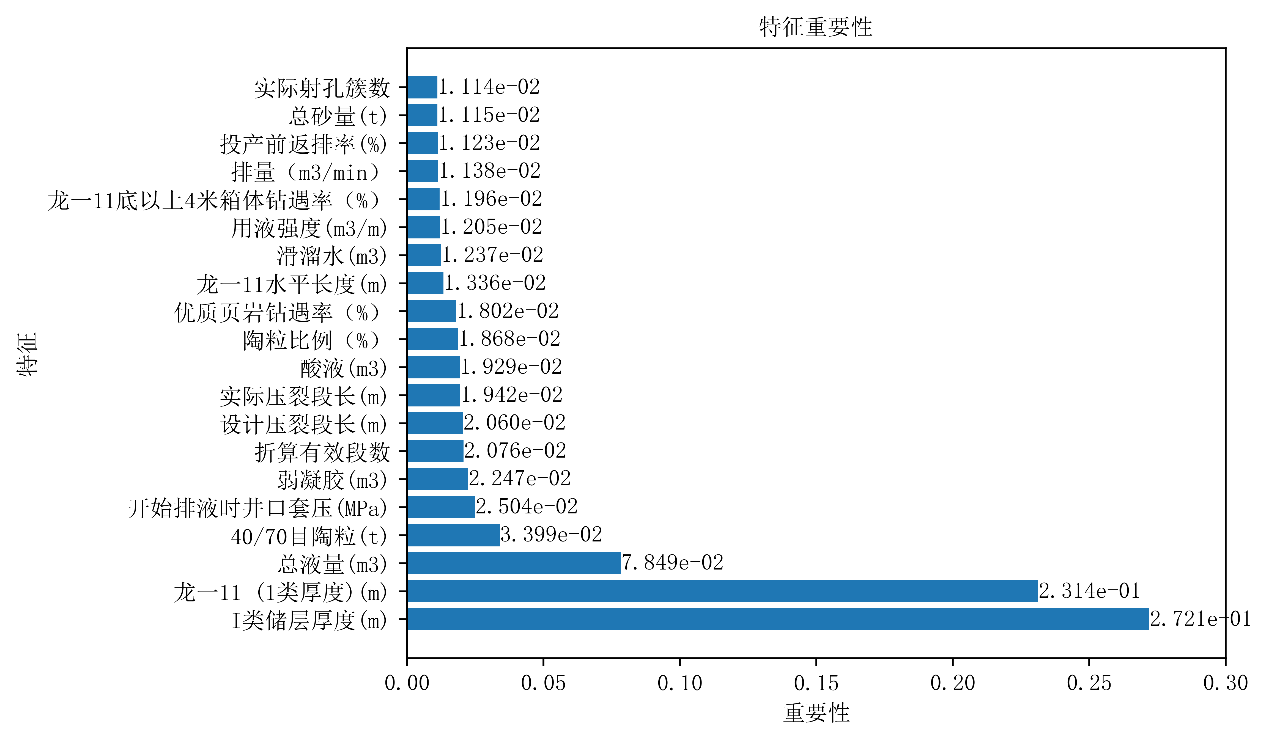 特征重要性
实际射孔簇数 1.114e-02
总砂量(t) 1.115e-02
投产前返排率(%) 1.123e-02
排量（m3/min） 1.138e-02
龙一11底以上4米箱体钻遇率（%） 1.196e-02
用液强度(m3/m) 1.205e-02
滑溜水(m3) 1.237e-02
龙一11水平长度(m) 1.336e-02
优质页岩钻遇率（%） 1.802e-02
陶粒比例（%） 1.868e-02
酸液(m3) 1.929e-02
实际压裂段长(m) 1.942e-02
设计压裂段长(m) 2.060e-02
折算有效段数 2.076e-02
弱凝胶(m3) 2.247e-02
开始排液时井口套压(MPa) 2.504e-02
40/70目陶粒(t) 3.399e-02
总液量(m3) 7.849e-02
龙一11 (1类厚度)(m) 2.314e-01
I类储层厚度(m) 2.721e-01
特征
0.00 0.05 0.10 0.15 0.20 0.25 0.30
重要性